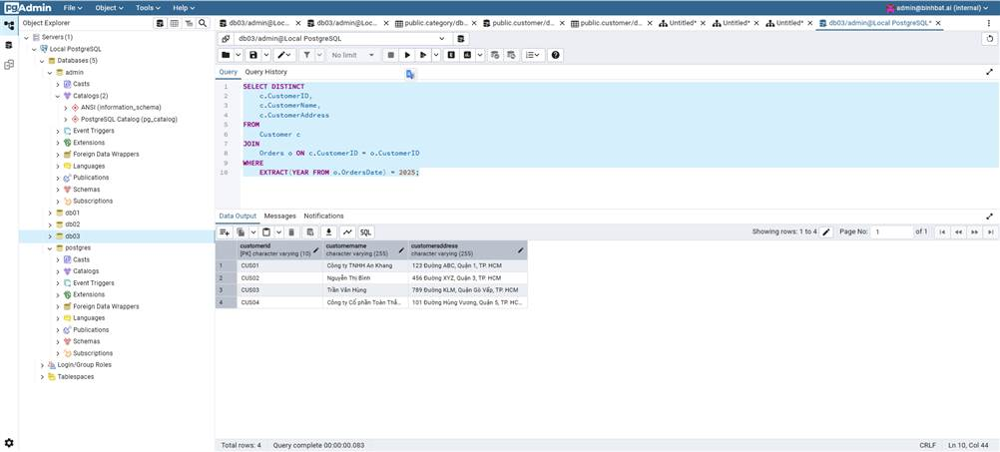 pgAdmin File Object Tools Help admin@binhbat.ai (internal)
Object Explorer
db03/admin@Loc... db03/admin@Loc... public.category/db... public.customer/d... public.customer/d... Untitled* Untitled* Untitled* db03/admin@Local PostgreSQL*
Servers (1)
Local PostgreSQL
Databases (5)
admin
Casts
Catalogs (2)
ANSI (information_schema)
PostgreSQL Catalog (pg_catalog)
Event Triggers
Extensions
Foreign Data Wrappers
Languages
Publications
Schemas
Subscriptions
db01
db02
db03
postgres
Casts
Catalogs
Event Triggers
Extensions
Foreign Data Wrappers
Languages
Publications
Schemas
Subscriptions
Login/Group Roles
Tablespaces
db03/admin@Local PostgreSQL
No limit
Query Query History
1 SELECT DISTINCT
2 c.CustomerID,
3 c.CustomerName,
4 c.CustomerAddress
5 FROM
6 Customer c
7 JOIN
8 Orders o ON c.CustomerID = o.CustomerID
9 WHERE
10 EXTRACT(YEAR FROM o.OrdersDate) = 2025;
Data Output Messages Notifications
SQL Showing rows: 1 to 4 Page No: 1 of 1
customerid customername customeraddress
[PK] character varying (10) character varying (255) character varying (255)
1 CUS01 Công ty TNHH An Khang 123 Đường ABC, Quận 1, TP. HCM
2 CUS02 Nguyễn Thị Bình 456 Đường XYZ, Quận 3, TP. HCM
3 CUS03 Trần Văn Hùng 789 Đường KLM, Quận Gò Vấp, TP. HCM
4 CUS04 Công ty Cổ phần Toàn Thắ... 101 Đường Hùng Vương, Quận 5, TP. HC...
Total rows: 4 Query complete 00:00:00.083 CRLF Ln 10, Col 44